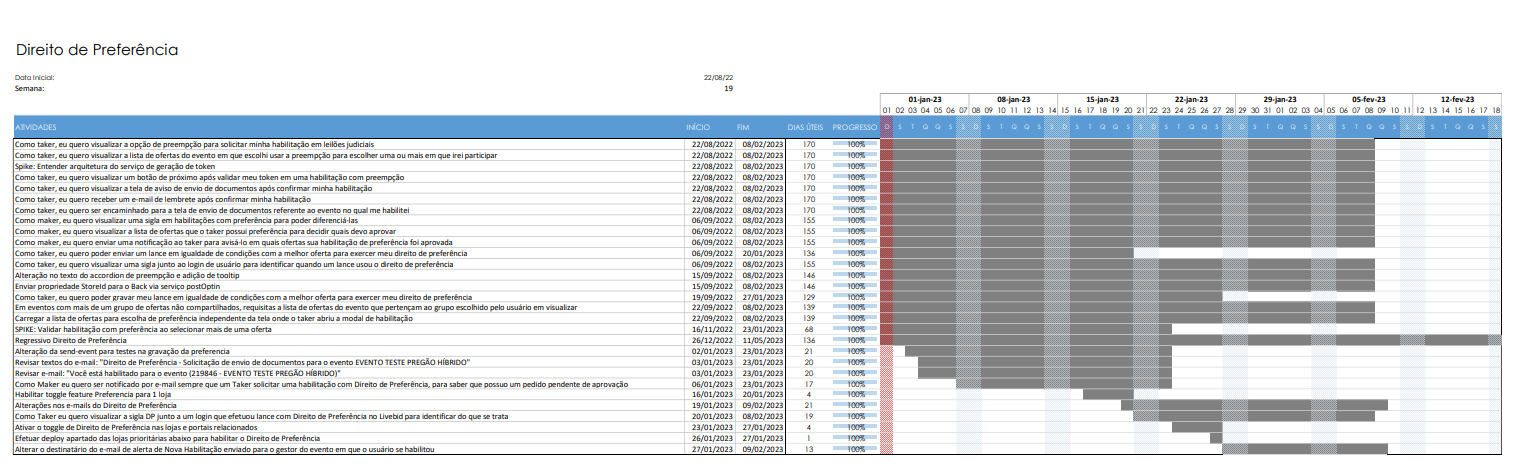 Direito de Preferência
Data Inicial: 22/08/22
Semana: 19
01-jan-23 08-jan-23 15-jan-23 22-jan-23 29-jan-23 05-fev-23 12-fev-23
01 02 03 04 05 06 07 08 09 10 11 12 13 14 15 16 17 18 19 20 21 22 23 24 25 26 27 28 29 30 31 01 02 03 04 05 06 07 08 09 10 11 12 13 14 15 16 17 18
ATIVIDADES INÍCIO FIM DIAS ÚTEIS PROGRESSO D S T Q Q S S D S T Q Q S S D S T Q Q S S D S T Q Q S S D S T Q Q S S D S T Q Q S S D S T Q Q S S
Como taker, eu quero visualizar a opção de preempção para solicitar minha habilitação em leilões judiciais 22/08/2022 08/02/2023 170 100%
Como taker, eu quero visualizar a lista de ofertas do evento em que escolhi usar a preempção para escolher uma ou mais em que irei participar 22/08/2022 08/02/2023 170 100%
Spike: Entender arquitetura do serviço de geração de token 22/08/2022 08/02/2023 170 100%
Como taker, eu quero visualizar um botão de próximo após validar meu token em uma habilitação com preempção 22/08/2022 08/02/2023 170 100%
Como taker, eu quero visualizar a tela de aviso de envio de documentos após confirmar minha habilitação 22/08/2022 08/02/2023 170 100%
Como taker, eu quero receber um e-mail de lembrete após confirmar minha habilitação 22/08/2022 08/02/2023 170 100%
Como taker, eu quero ser encaminhado para a tela de envio de documentos referente ao evento no qual me habilitei 22/08/2022 08/02/2023 170 100%
Como maker, eu quero visualizar uma sigla em habilitações com preferência para poder diferenciá-las 06/09/2022 08/02/2023 155 100%
Como maker, eu quero visualizar a lista de ofertas que o taker possui preferência para decidir quais devo aprovar 06/09/2022 08/02/2023 155 100%
Como maker, eu quero enviar uma notificação ao taker para avisá-lo em quais ofertas sua habilitação de preferência foi aprovada 06/09/2022 08/02/2023 155 100%
Como taker, eu quero poder enviar um lance em igualdade de condições com a melhor oferta para exercer meu direito de preferência 06/09/2022 20/01/2023 136 100%
Como taker, eu quero visualizar uma sigla junto ao login de usuário para identificar quando um lance usou o direito de preferência 06/09/2022 08/02/2023 155 100%
Alteração no texto do accordion de preempção e adição de tooltip 15/09/2022 08/02/2023 146 100%
Enviar propriedade StoreId para o Back via serviço postOptin 15/09/2022 08/02/2023 146 100%
Como taker, eu quero poder gravar meu lance em igualdade de condições com a melhor oferta para exercer meu direito de preferência 19/09/2022 27/01/2023 129 100%
Em eventos com mais de um grupo de ofertas não compartilhados, requisitas a lista de ofertas do evento que pertençam ao grupo escolhido pelo usuário em visualizar 22/09/2022 08/02/2023 139 100%
Carregar a lista de ofertas para escolha de preferência independente da tela onde o taker abriu a modal de habilitação 22/09/2022 08/02/2023 139 100%
SPIKE: Validar habilitação com preferência ao selecionar mais de uma oferta 16/11/2022 23/01/2023 68 100%
Regressivo Direito de Preferência 26/12/2022 11/05/2023 136 100%
Alteração da send-event para testes na gravação da preferencia 02/01/2023 23/01/2023 21 100%
Revisar textos do e-mail: "Direito de Preferência - Solicitação de envio de documentos para o evento EVENTO TESTE PREGÃO HÍBRIDO" 03/01/2023 23/01/2023 20 100%
Revisar e-mail: "Você está habilitado para o evento (219846 - EVENTO TESTE PREGÃO HÍBRIDO)" 03/01/2023 23/01/2023 20 100%
Como Maker eu quero ser notificado por e-mail sempre que um Taker solicitar uma habilitação com Direito de Preferência, para saber que possuo um pedido pendente de aprovação 06/01/2023 23/01/2023 17 100%
Habilitar toggle feature Preferencia para 1 loja 16/01/2023 20/01/2023 4 100%
Alterações nos e-mails do Direito de Preferência 19/01/2023 09/02/2023 21 100%
Como Taker eu quero visualizar a sigla DP junto a um login que efetuou lance com Direito de Preferência no Livebid para identificar do que se trata 20/01/2023 08/02/2023 19 100%
Ativar o toggle de Direito de Preferência nas lojas e portais relacionados 23/01/2023 27/01/2023 4 100%
Efetuar deploy apartado das lojas prioritárias abaixo para habilitar o Direito de Preferência 26/01/2023 27/01/2023 1 100%
Alterar o destinatário do e-mail de alerta de Nova Habilitação enviado para o gestor do evento em que o usuário se habilitou 27/01/2023 09/02/2023 13 100%